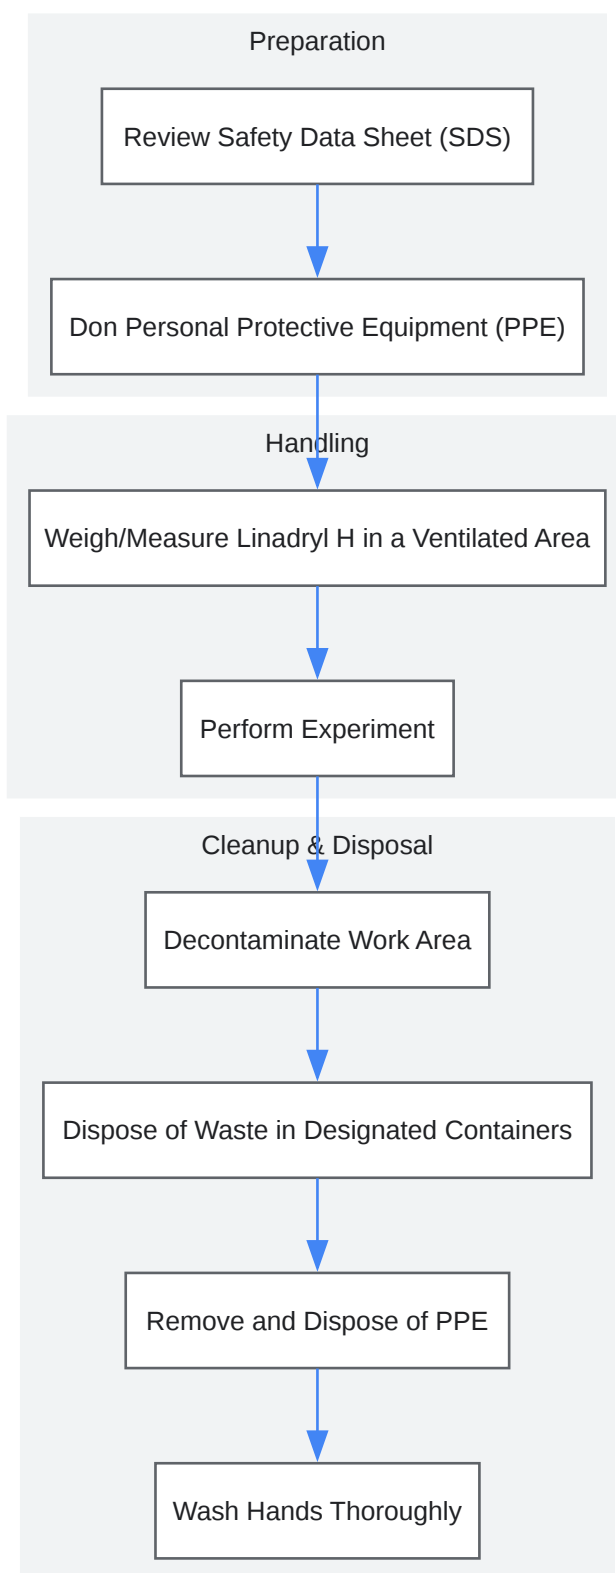 Preparation
Review Safety Data Sheet (SDS)
Don Personal Protective Equipment (PPE)
Handling
Weigh/Measure Linadryl H in a Ventilated Area
Perform Experiment
Cleanup & Disposal
Decontaminate Work Area
Dispose of Waste in Designated Containers
Remove and Dispose of PPE
Wash Hands Thoroughly